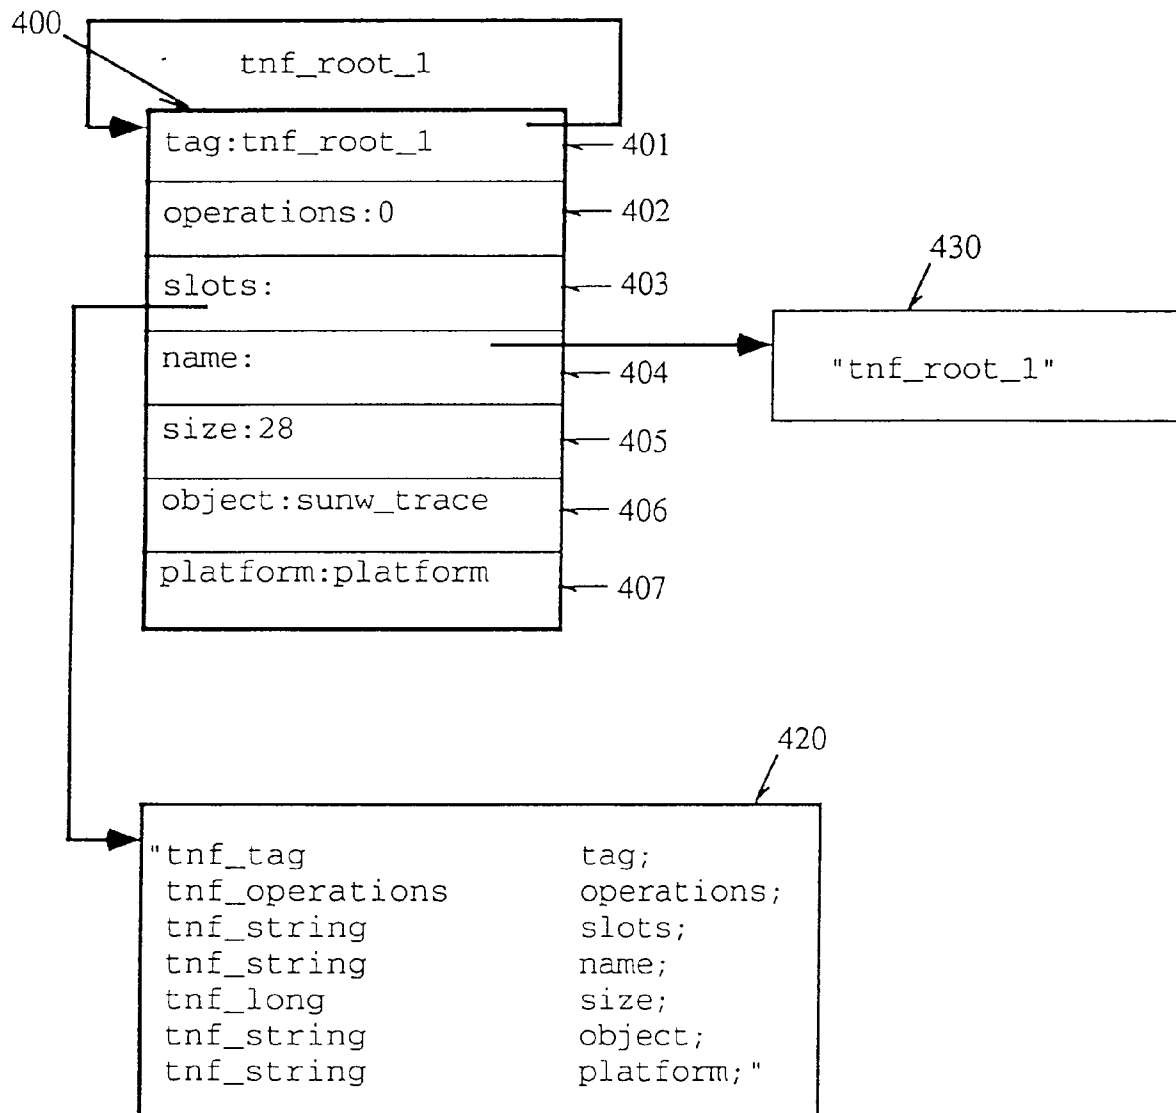 400
tnf_root_1
tag:tnf_root_1
401
operations:0
402
slots:
403
name:
404
size:28
405
object:sunw_trace
406
platform:platform
407
430
"tnf_root_1"
420
"tnf_tag tag;
tnf_operations operations;
tnf_string slots;
tnf_string name;
tnf_long size;
tnf_string object;
tnf_string platform;"